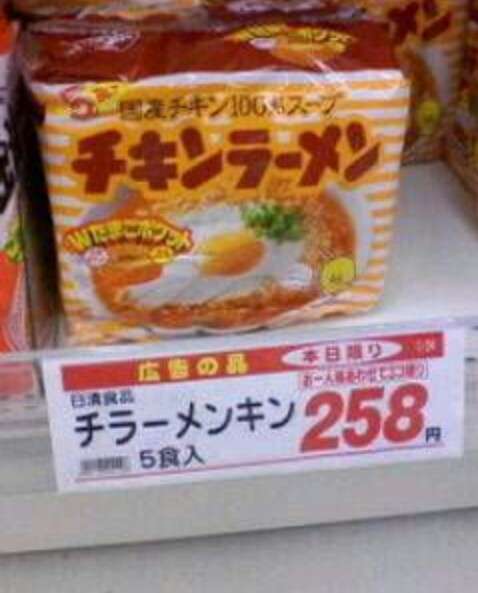 国産チキン100%スープ
チキンラーメン
Wたまごポケット
広告の品
本日限り
日清食品
チラーメンキン
258円
5食入